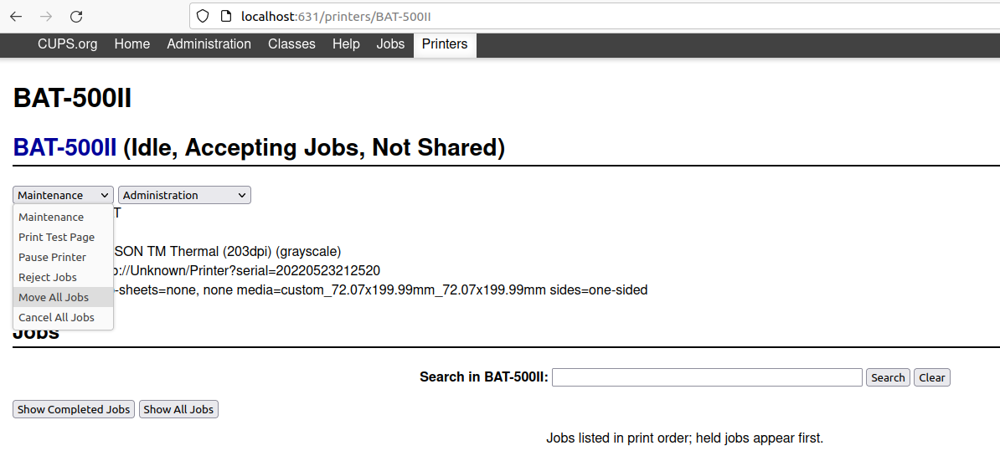 localhost:631/printers/BAT-500II
CUPS.org Home Administration Classes Help Jobs Printers
BAT-500II
BAT-500II (Idle, Accepting Jobs, Not Shared)
Maintenance Administration
Maintenance
Print Test Page
Pause Printer
Reject Jobs
Move All Jobs
Cancel All Jobs
T
SON TM Thermal (203dpi) (grayscale)
://Unknown/Printer?serial=20220523212520
-sheets=none, none media=custom_72.07x199.99mm_72.07x199.99mm sides=one-sided
Jobs
Search in BAT-500II: Search Clear
Show Completed Jobs Show All Jobs
Jobs listed in print order; held jobs appear first.